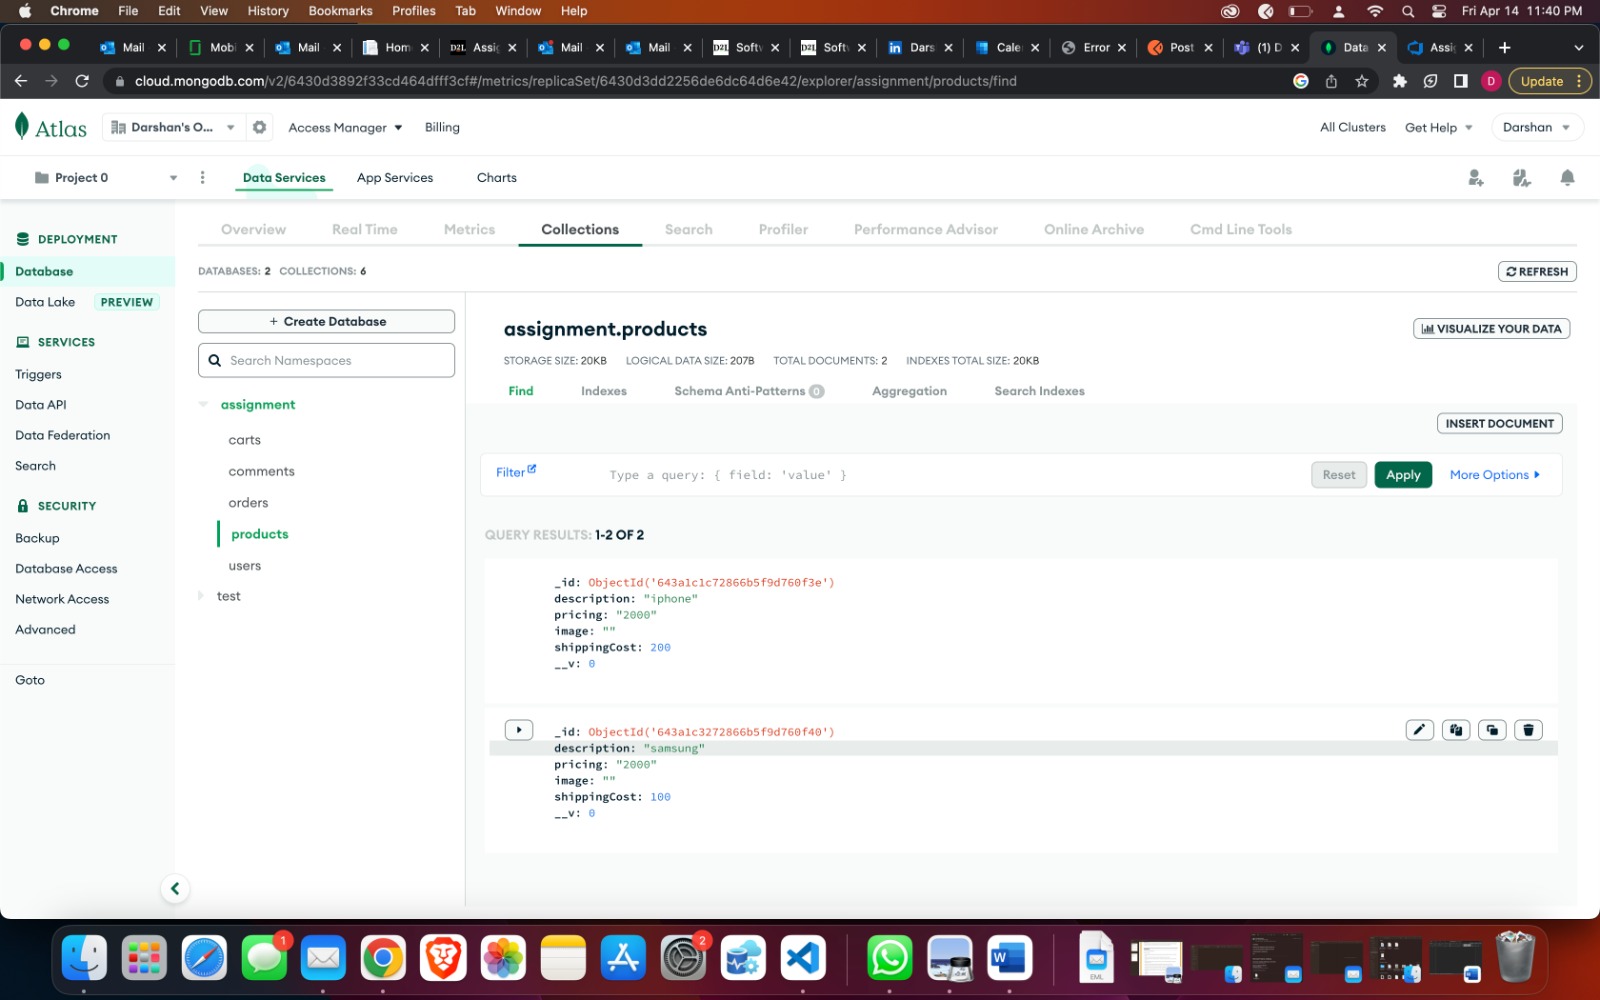 Chrome File Edit View History Bookmarks Profiles Tab Window Help Fri Apr 14 11:40 PM
Mail Mobi Mail Hom D2L Assig Mail Mail D2L Softv D2L Softv in Dars Cale Error Post (1) D Data Assig
cloud.mongodb.com/v2/6430d3892f33cd464dfff3cf#/metrics/replicaSet/6430d3dd2256de6dc64d6e42/explorer/assignment/products/find D Update
Atlas Darshan's O... Access Manager Billing All Clusters Get Help Darshan
Project 0 Data Services App Services Charts
DEPLOYMENT
Database
Data Lake PREVIEW
SERVICES
Triggers
Data API
Data Federation
Search
SECURITY
Backup
Database Access
Network Access
Advanced
Goto
Overview Real Time Metrics Collections Search Profiler Performance Advisor Online Archive Cmd Line Tools
DATABASES: 2 COLLECTIONS: 6 REFRESH
+ Create Database
Search Namespaces
assignment
carts
comments
orders
products
users
test
assignment.products VISUALIZE YOUR DATA
STORAGE SIZE: 20KB LOGICAL DATA SIZE: 207B TOTAL DOCUMENTS: 2 INDEXES TOTAL SIZE: 20KB
Find Indexes Schema Anti-Patterns 0 Aggregation Search Indexes
INSERT DOCUMENT
Filter Type a query: { field: 'value' } Reset Apply More Options
QUERY RESULTS: 1-2 OF 2
_id: ObjectId('643a1c1c72866b5f9d760f3e')
description: "iphone"
pricing: "2000"
image: ""
shippingCost: 200
__v: 0
_id: ObjectId('643a1c3272866b5f9d760f40')
description: "samsung"
pricing: "2000"
image: ""
shippingCost: 100
__v: 0
1 2 W EML